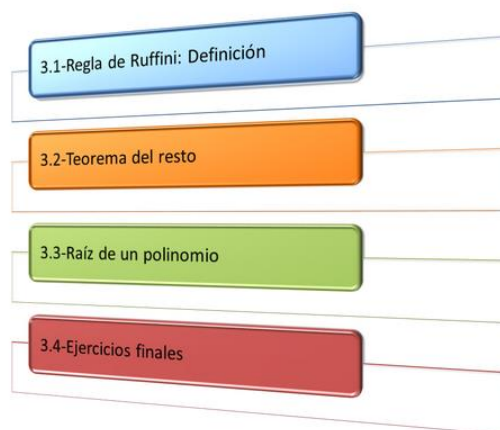 3.1-Regla de Ruffini: Definición
3.2-Teorema del resto
3.3-Raíz de un polinomio
3.4-Ejercicios finales